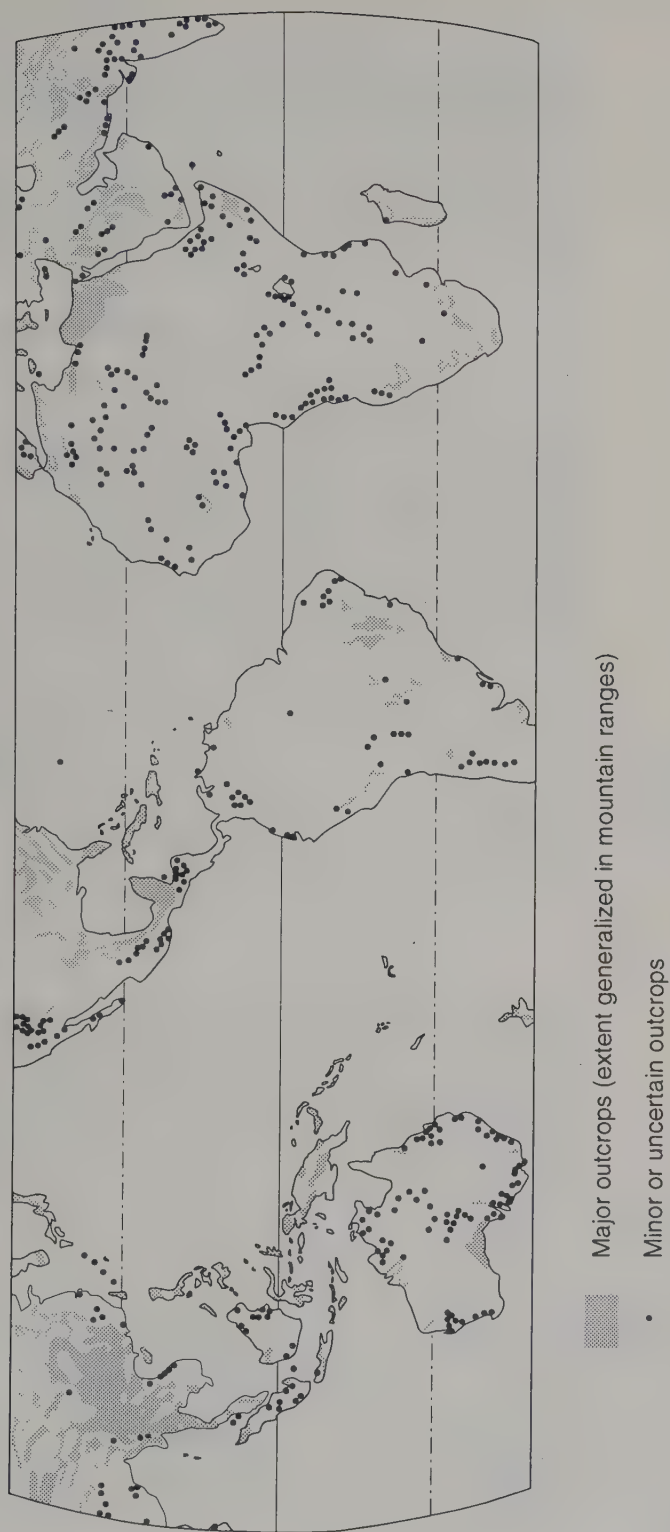 Major outcrops (extent generalized in mountain ranges)
Minor or uncertain outcrops